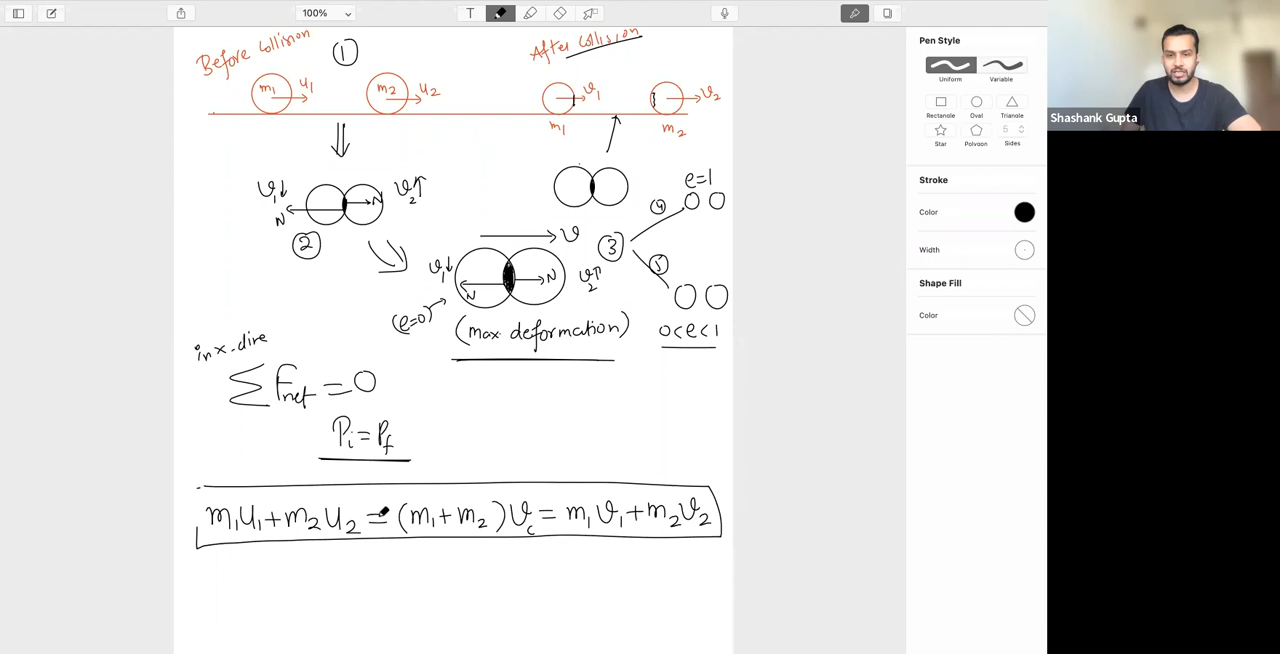 100%
T
Before Collision
①
After Collision
m₁ u₁
m₂ u₂
v₁
v₂
m₁
m₂
v₁↓
N
N
v₂↑
②
e=1
④
③
⑤
v
v₁↓
N
N
v₂↑
(e=0)
(max. deformation)
0<e<1
in x-dire
∑Fnet = 0
Pi = Pf
m₁u₁+m₂u₂ = (m₁+m₂)vc = m₁v₁+m₂v₂
Pen Style
Uniform Variable
Rectangle Oval Triangle
5
Star Polygon Sides
Stroke
Color
Width
Shape Fill
Color
Shashank Gupta